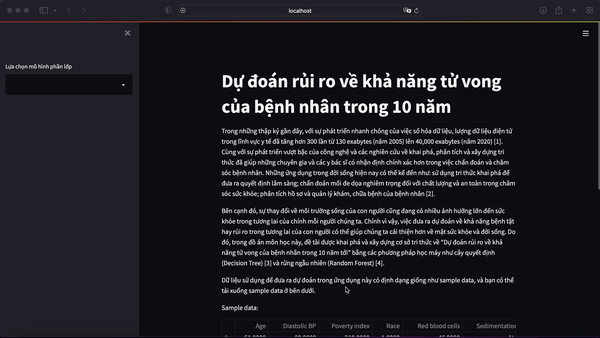 localhost
Lựa chọn mô hình phân lớp
Dự đoán rủi ro về khả năng tử vong
của bệnh nhân trong 10 năm
Trong những thập kỷ gần đây, với sự phát triển nhanh chóng của việc số hóa dữ liệu, lượng dữ liệu điện tử
trong lĩnh vực y tế đã tăng hơn 300 lần từ 130 exabytes (năm 2005) lên 40,000 exabytes (năm 2020) [1].
Cùng với sự phát triển vượt bậc của công nghệ và các nghiên cứu về khai phá, phân tích và xây dựng tri
thức đã giúp những chuyên gia và các y bác sĩ có nhận định chính xác hơn trong việc chẩn đoán và chăm
sóc bệnh nhân. Những ứng dụng trong đời sống hiện nay có thể kể đến như: sử dụng tri thức khai phá để
đưa ra quyết định lâm sàng; chẩn đoán mối đe dọa nghiêm trọng đối với chất lượng và an toàn trong chăm
sóc sức khỏe; phân tích hồ sơ và quản lý khám, chữa bệnh của bệnh nhân [2].
Bên cạnh đó, sự thay đổi về môi trường sống của con người cũng đang có nhiều ảnh hưởng lớn đến sức
khỏe trong tương lai của chính mỗi người chúng ta. Chính vì vậy, việc đưa ra dự đoán về khả năng bệnh tật
hay rủi ro trong tương lai của con người có thể giúp chúng ta cải thiện hơn về mặt sức khỏe và đời sống. Do
đó, trong đồ án môn học này, đề tài được khai phá và xây dựng cơ sở tri thức về "Dự đoán rủi ro về khả
năng tử vong của bệnh nhân trong 10 năm tới" bằng các phương pháp học máy như cây quyết định
(Decision Tree) [3] và rừng ngẫu nhiên (Random Forest) [4].
Dữ liệu sử dụng để đưa ra dự đoán trong ứng dụng này có định dạng giống như sample data, và bạn có thể
tải xuống sample data ở bên dưới.
Sample data:
Age Diastolic BP Poverty index Race Red blood cells Sedimentation